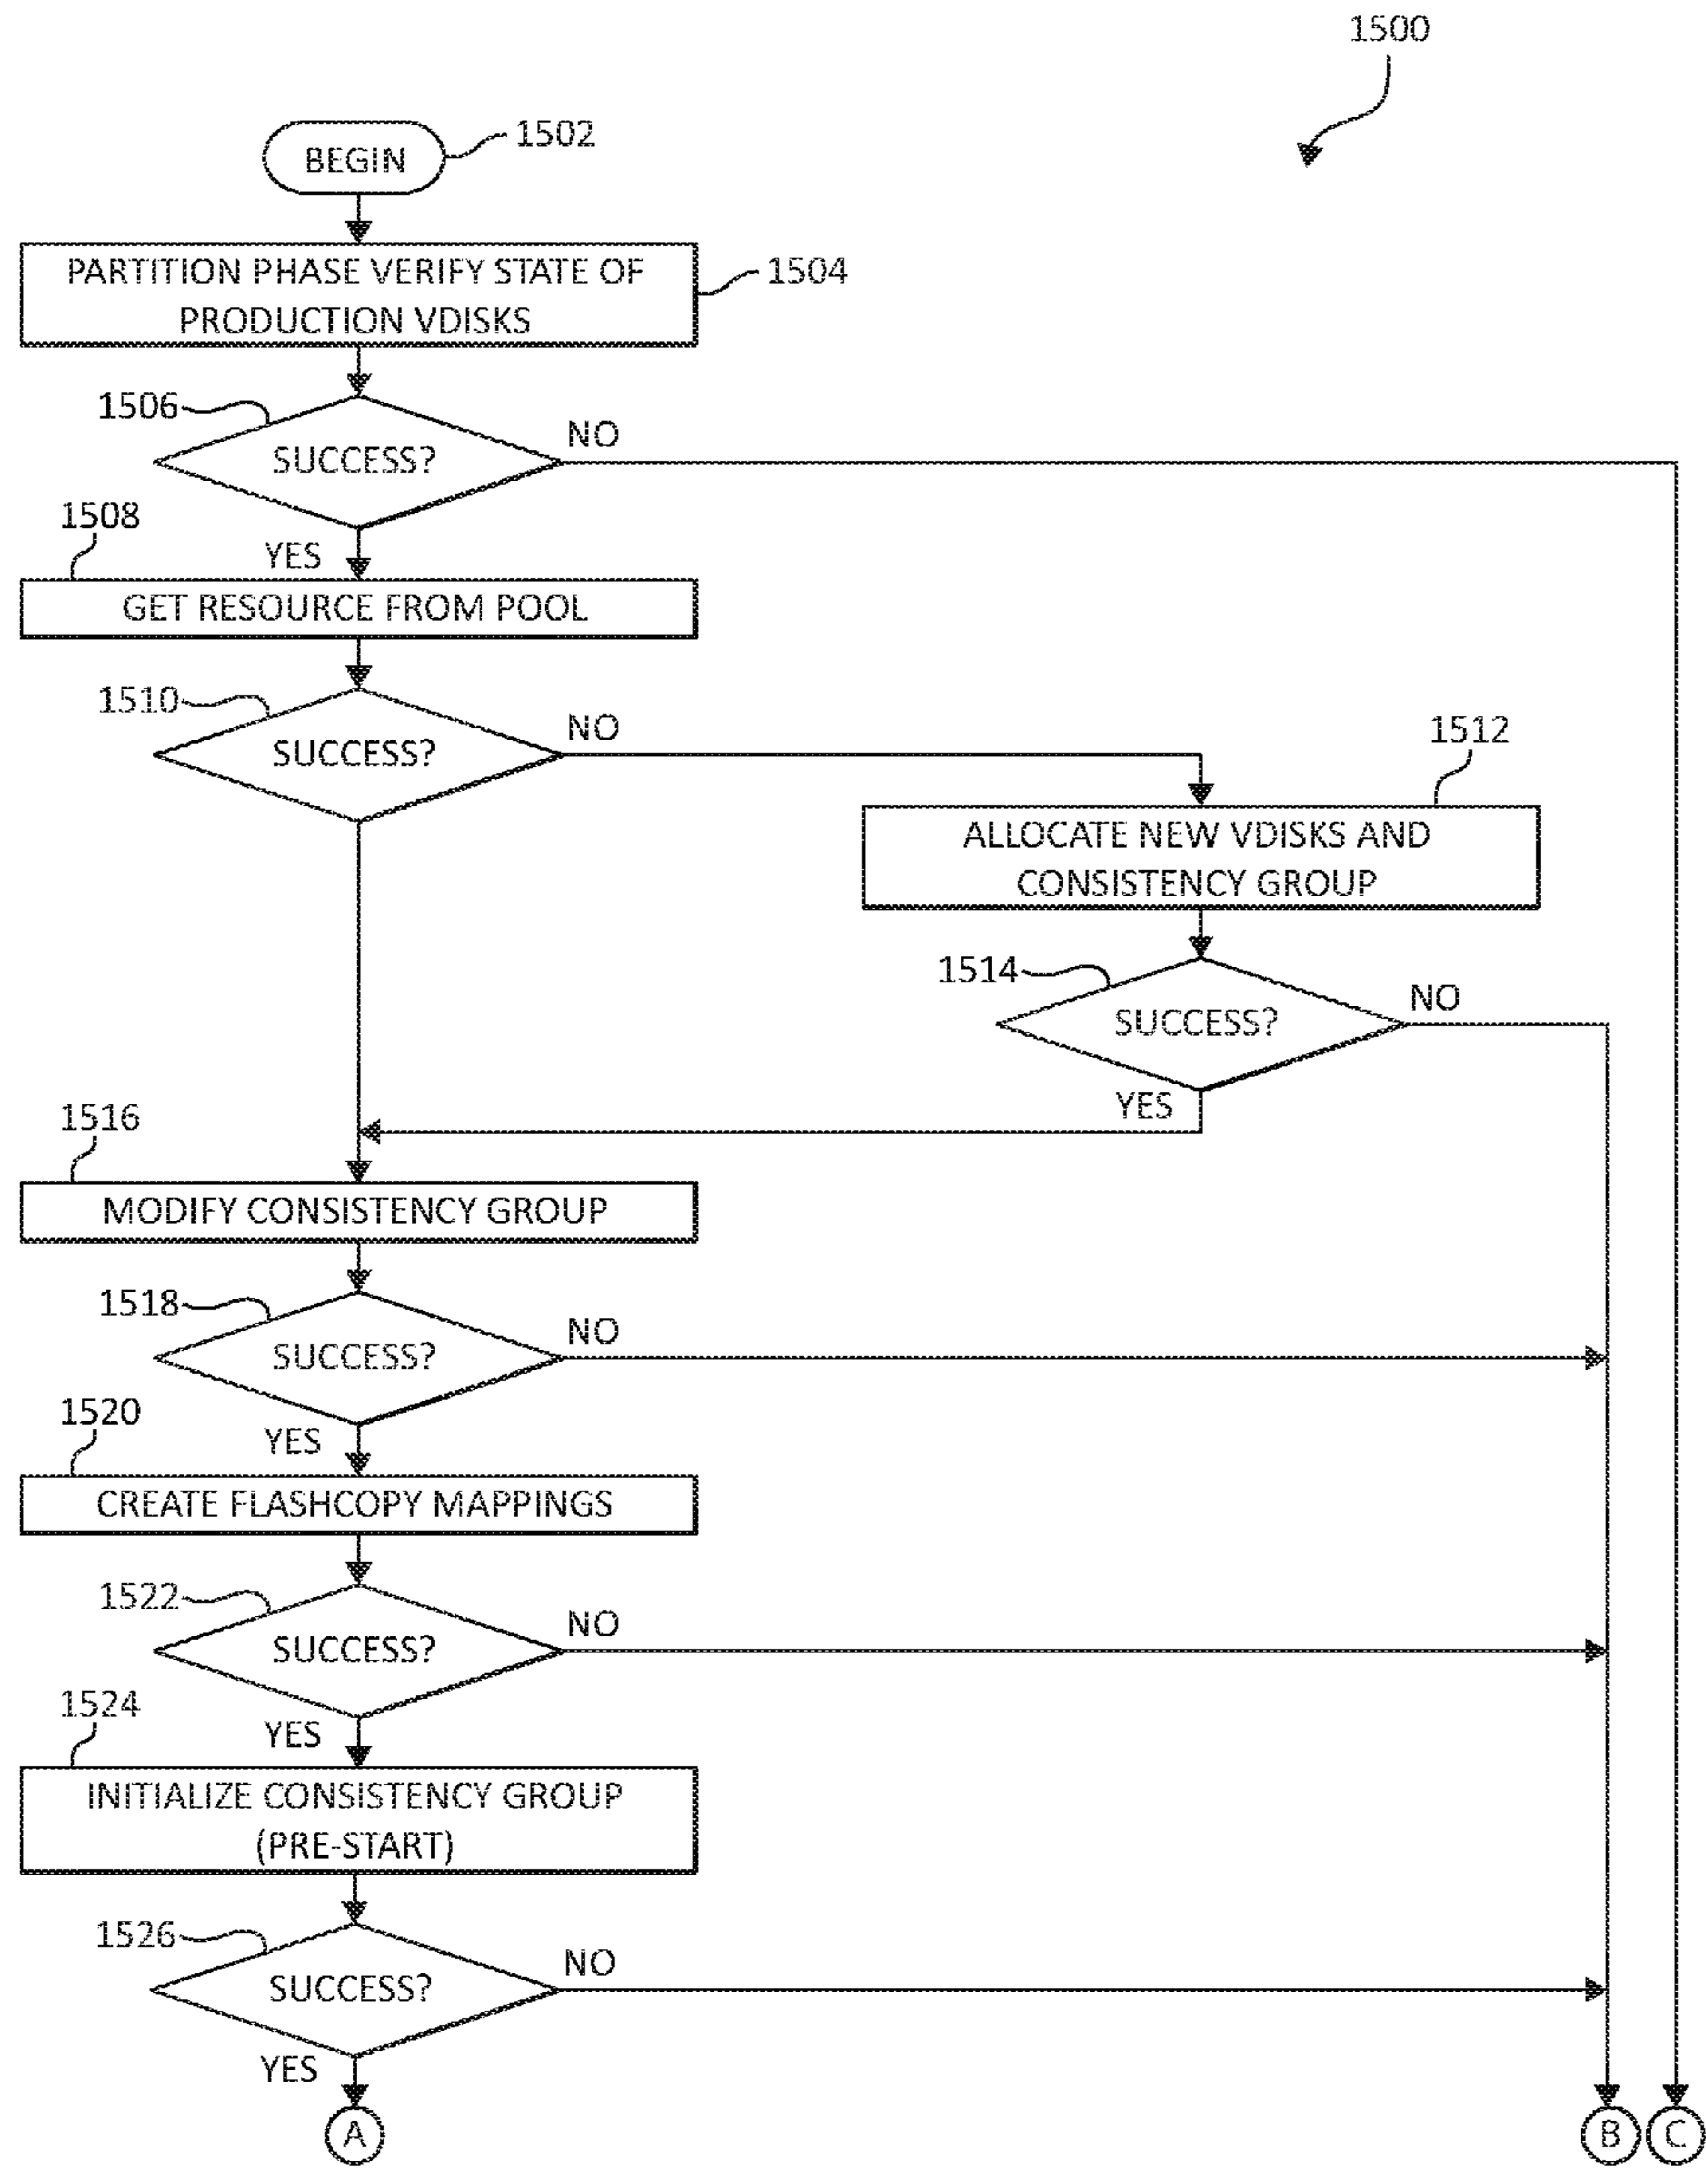 1500
BEGIN
1502
PARTITION PHASE VERIFY STATE OF
PRODUCTION VDISKS
1504
1506
SUCCESS?
NO
YES
1508
GET RESOURCE FROM POOL
1510
SUCCESS?
NO
1512
ALLOCATE NEW VDISKS AND
CONSISTENCY GROUP
1514
SUCCESS?
NO
YES
1516
MODIFY CONSISTENCY GROUP
1518
SUCCESS?
NO
YES
1520
CREATE FLASHCOPY MAPPINGS
1522
SUCCESS?
NO
YES
1524
INITIALIZE CONSISTENCY GROUP
(PRE-START)
1526
SUCCESS?
NO
YES
A
B
C